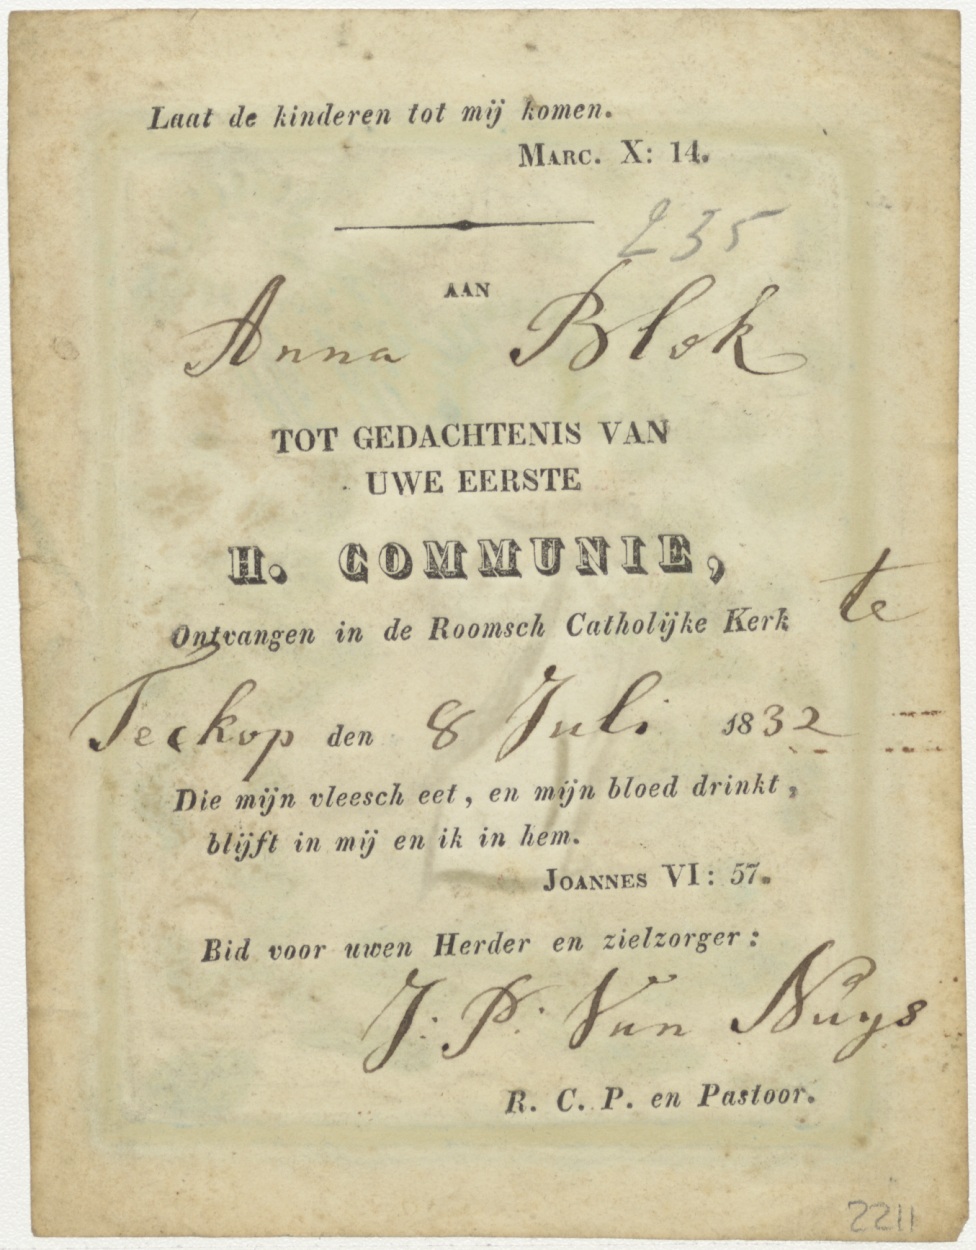 Laat de kinderen tot mij komen.
Marc. X: 14.
235
AAN
Anna Blok
TOT GEDACHTENIS VAN
UWE EERSTE
H. COMMUNIE,
Ontvangen in de Roomsch Catholijke Kerk te
Teckop den 8 Juli 1832
Die mijn vleesch eet, en mijn bloed drinkt,
blijft in mij en ik in hem.
Joannes VI: 57.
Bid voor uwen Herder en zielzorger:
J: P: Van Nuys
R. C. P. en Pastoor.
2211